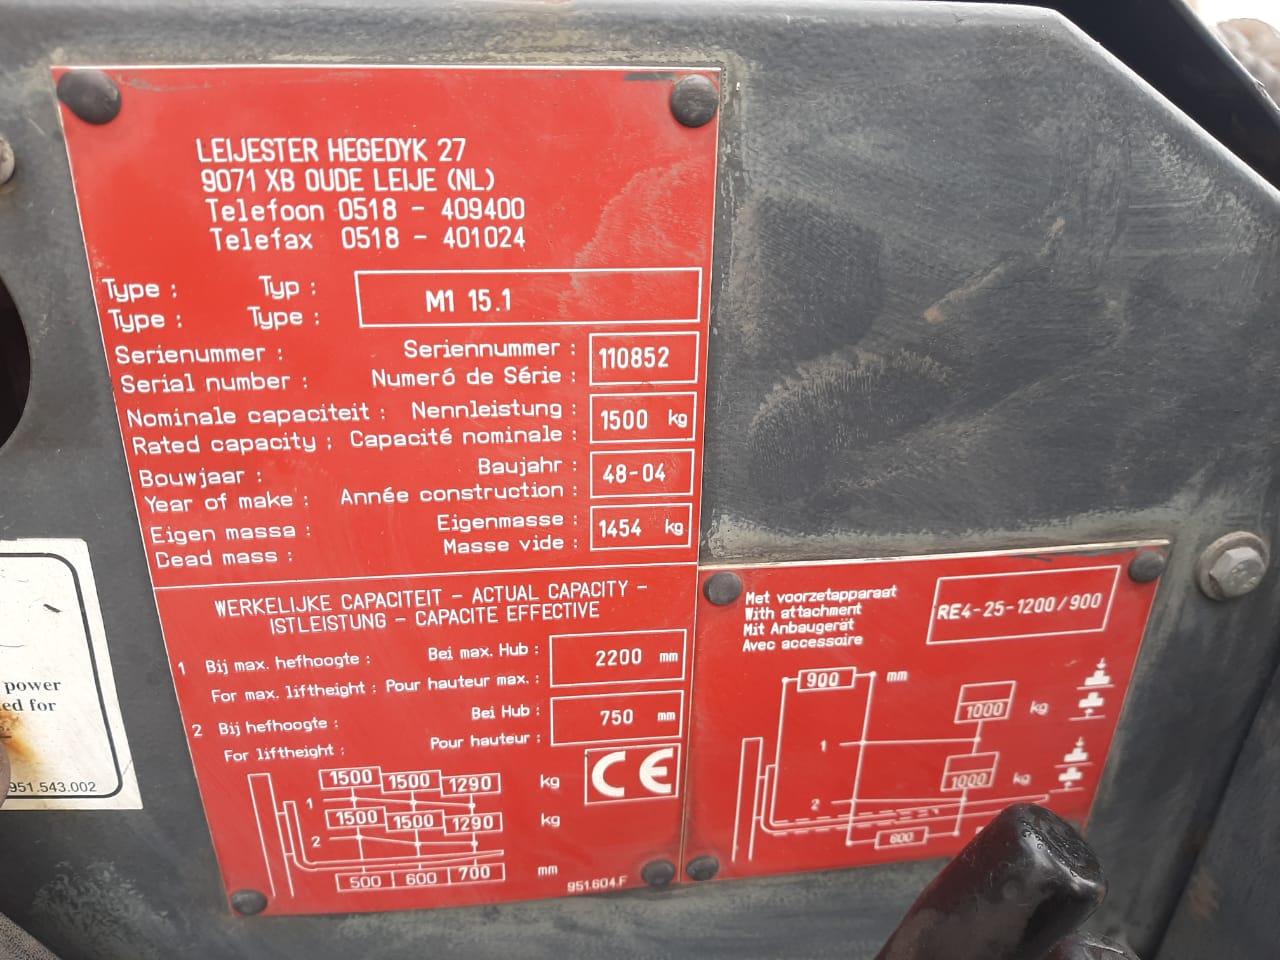 LEIJESTER HEGEDYK 27
9071 XB OUDE LEIJE (NL)
Telefoon 0518 - 409400
Telefax 0518 - 401024
Type : Typ :
Type : Type :
M1 15.1
Serienummer : Seriennummer :
Serial number : Numeró de Série :
110852
Nominale capaciteit : Nennleistung :
Rated capacity : Capacité nominale :
1500 kg
Bouwjaar : Baujahr :
Year of make : Année construction :
48-04
Eigen massa : Eigenmasse :
Dead mass : Masse vide :
1454 kg
WERKELIJKE CAPACITEIT - ACTUAL CAPACITY -
ISTLEISTUNG - CAPACITE EFFECTIVE
1 Bij max. hefhoogte : Bei max. Hub :
For max. liftheight : Pour hauteur max. :
2200 mm
2 Bij hefhoogte : Bei Hub :
For liftheight : Pour hauteur :
750 mm
1500 1500 1290 kg
1
1500 1500 1290 kg
2
500 600 700 mm
CE
951.604.F
Met voorzetapparaat
With attachment
Mit Anbaugerät
Avec accessoire
RE4-25-1200/900
900 mm
1000 kg
1
1000 kg
2
600
power
ed for
951.543.002